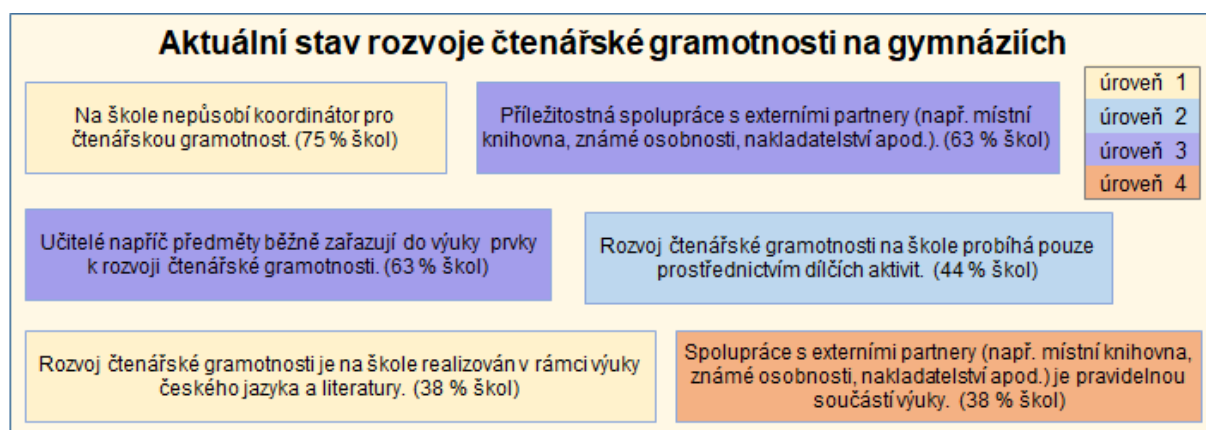 Aktuální stav rozvoje čtenářské gramotnosti na gymnáziích
Na škole nepůsobí koordinátor pro
čtenářskou gramotnost. (75 % škol)
Příležitostná spolupráce s externími partnery (např. místní
knihovna, známé osobnosti, nakladatelství apod.). (63 % škol)
úroveň 1
úroveň 2
úroveň 3
úroveň 4
Učitelé napříč předměty běžně zařazují do výuky prvky
k rozvoji čtenářské gramotnosti. (63 % škol)
Rozvoj čtenářské gramotnosti na škole probíhá pouze
prostřednictvím dílčích aktivit. (44 % škol)
Rozvoj čtenářské gramotnosti je na škole realizován v rámci výuky
českého jazyka a literatury. (38 % škol)
Spolupráce s externími partnery (např. místní knihovna,
známé osobnosti, nakladatelství apod.) je pravidelnou
součástí výuky. (38 % škol)